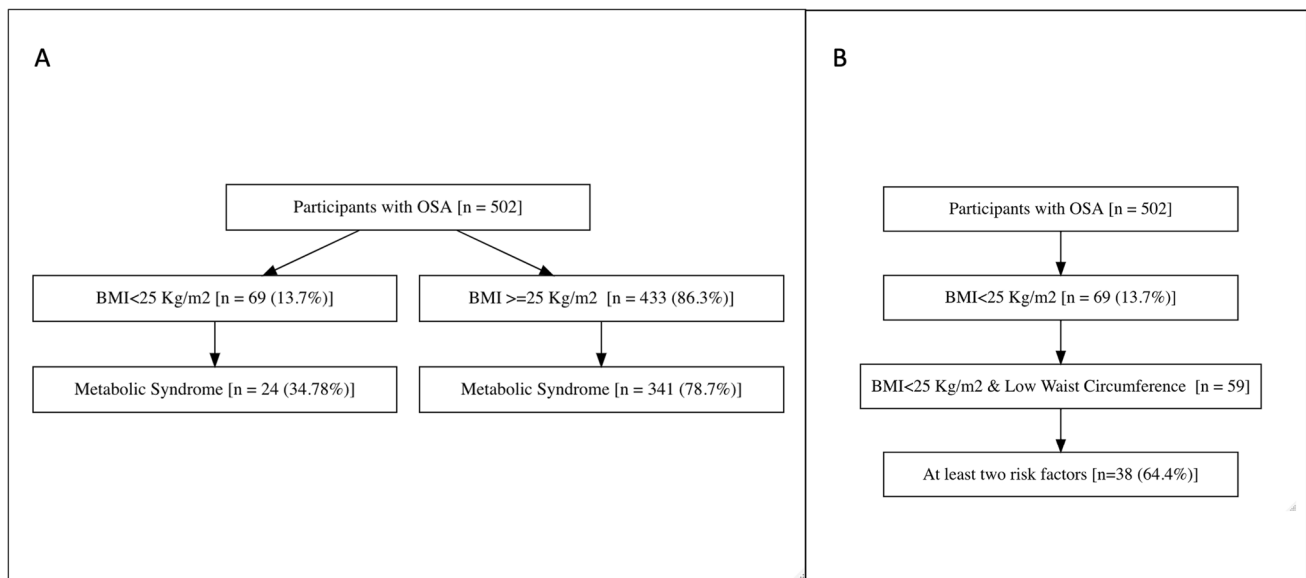 A
Participants with OSA [n = 502]
BMI<25 Kg/m2 [n = 69 (13.7%)]
BMI >=25 Kg/m2  [n = 433 (86.3%)]
Metabolic Syndrome [n = 24 (34.78%)]
Metabolic Syndrome [n = 341 (78.7%)]
B
Participants with OSA [n = 502]
BMI<25 Kg/m2 [n = 69 (13.7%)]
BMI<25 Kg/m2 & Low Waist Circumference  [n = 59]
At least two risk factors [n=38 (64.4%)]